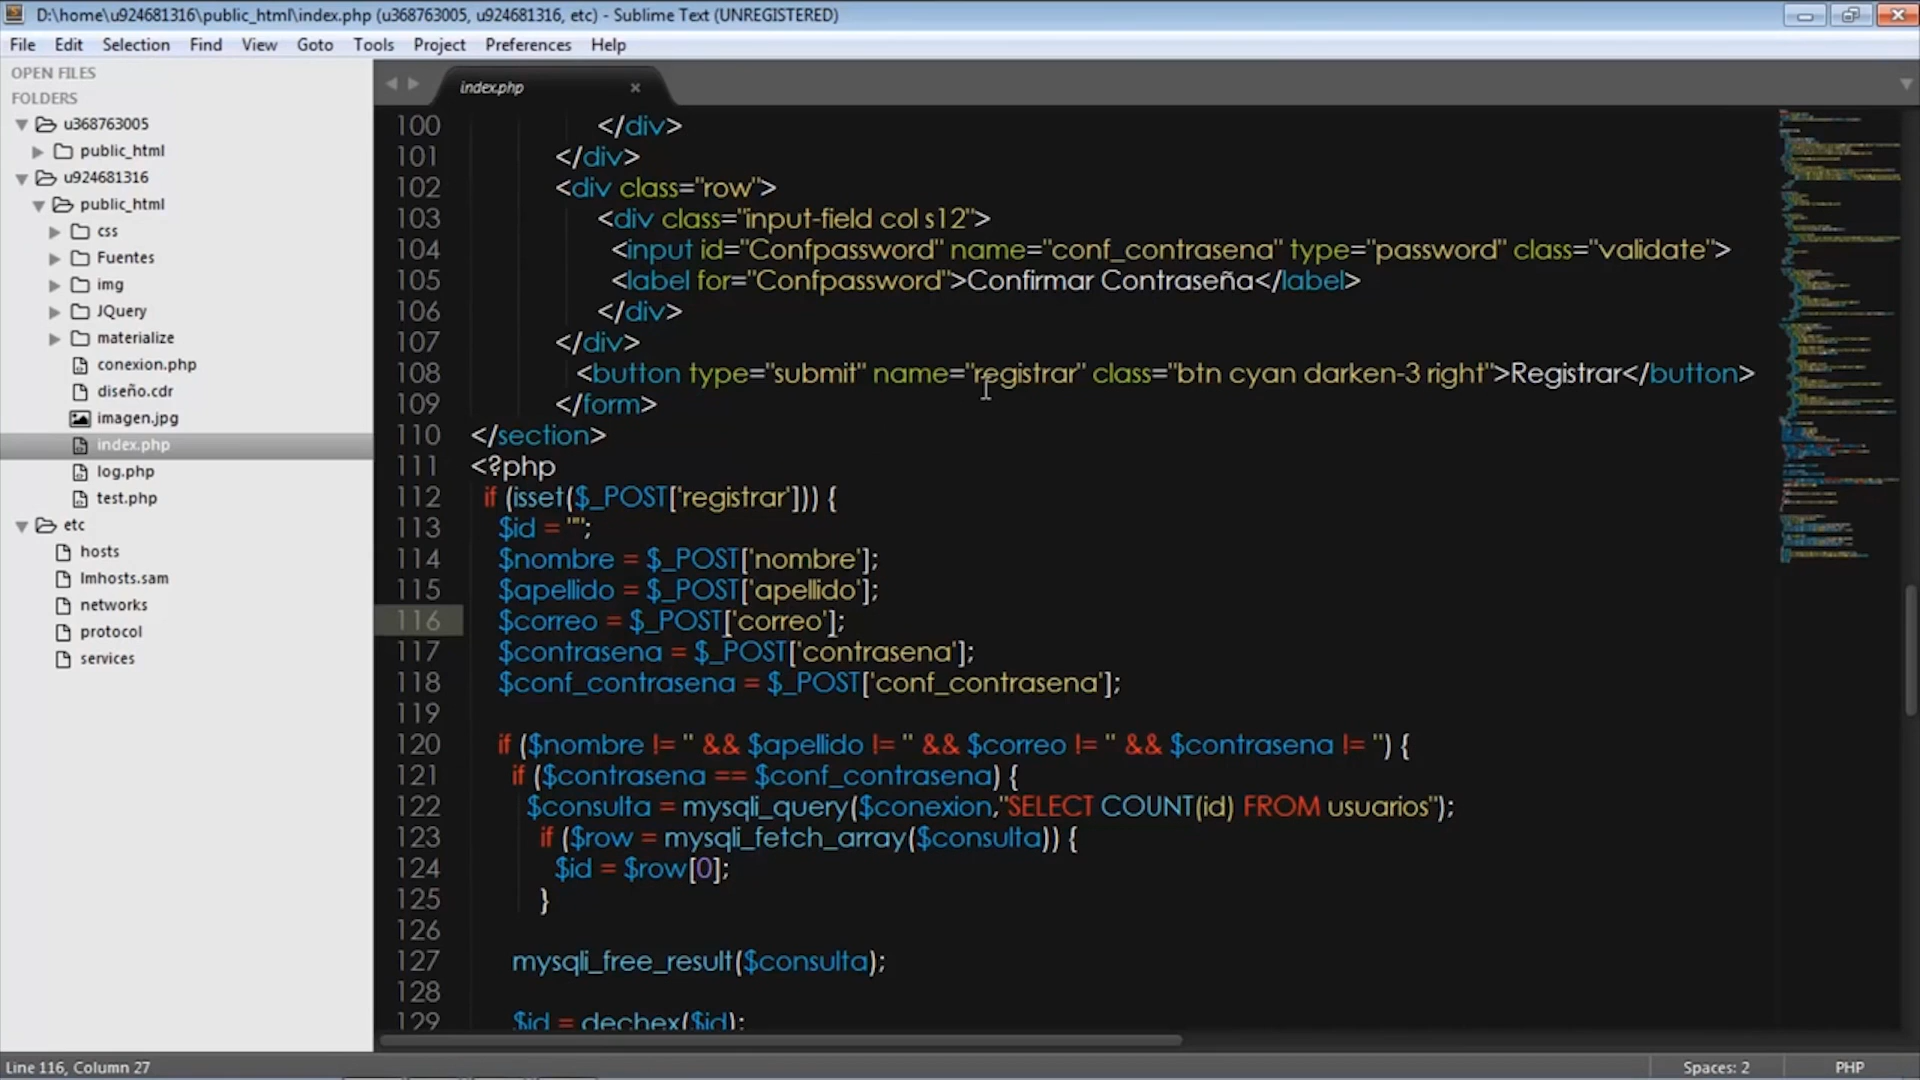 D:\home\u924681316\public_html\index.php (u368763005, u924681316, etc) - Sublime Text (UNREGISTERED)
File Edit Selection Find View Goto Tools Project Preferences Help
OPEN FILES
FOLDERS
u368763005
public_html
u924681316
public_html
css
Fuentes
img
JQuery
materialize
conexion.php
diseño.cdr
imagen.jpg
index.php
log.php
test.php
etc
hosts
lmhosts.sam
networks
protocol
services
index.php
100 </div>
101 </div>
102 <div class="row">
103 <div class="input-field col s12">
104 <input id="Confpassword" name="conf_contrasena" type="password" class="validate">
105 <label for="Confpassword">Confirmar Contraseña</label>
106 </div>
107 </div>
108 <button type="submit" name="registrar" class="btn cyan darken-3 right">Registrar</button>
109 </form>
110 </section>
111 <?php
112 if (isset($_POST['registrar'])) {
113 $id = "";
114 $nombre = $_POST['nombre'];
115 $apellido = $_POST['apellido'];
116 $correo = $_POST['correo'];
117 $contrasena = $_POST['contrasena'];
118 $conf_contrasena = $_POST['conf_contrasena'];
119
120 if ($nombre != '' && $apellido != '' && $correo != '' && $contrasena != '') {
121 if ($contrasena == $conf_contrasena) {
122 $consulta = mysqli_query($conexion,"SELECT COUNT(id) FROM usuarios");
123 if ($row = mysqli_fetch_array($consulta)) {
124 $id = $row[0];
125 }
126
127 mysqli_free_result($consulta);
128
129 $id = dechex($id);
Line 116, Column 27
Spaces: 2
PHP